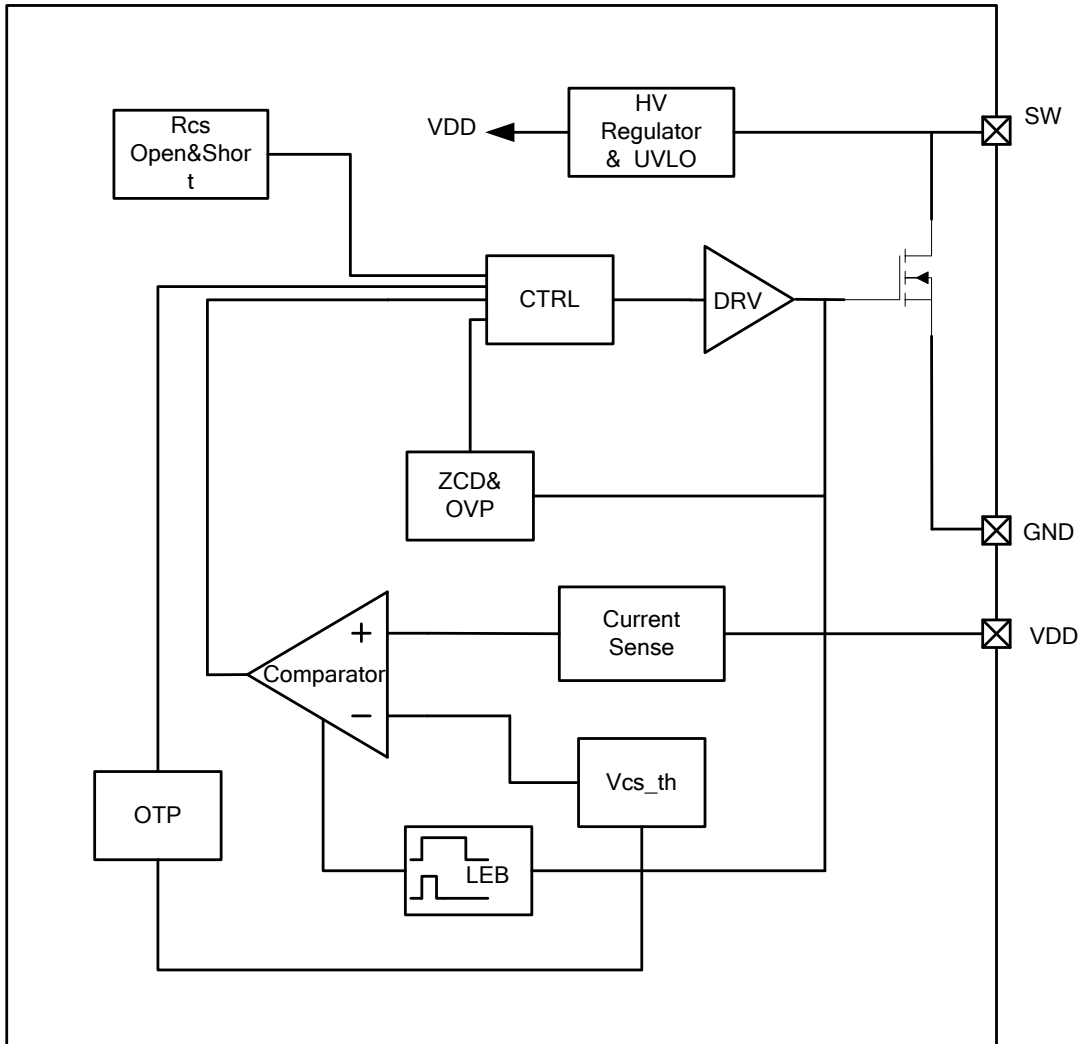 HV
Regulator
& UVLO
VDD
SW
Rcs
Open&Shor
t
CTRL
DRV
ZCD&
OVP
GND
Current
Sense
VDD
+
Comparator
−
Vcs_th
OTP
LEB